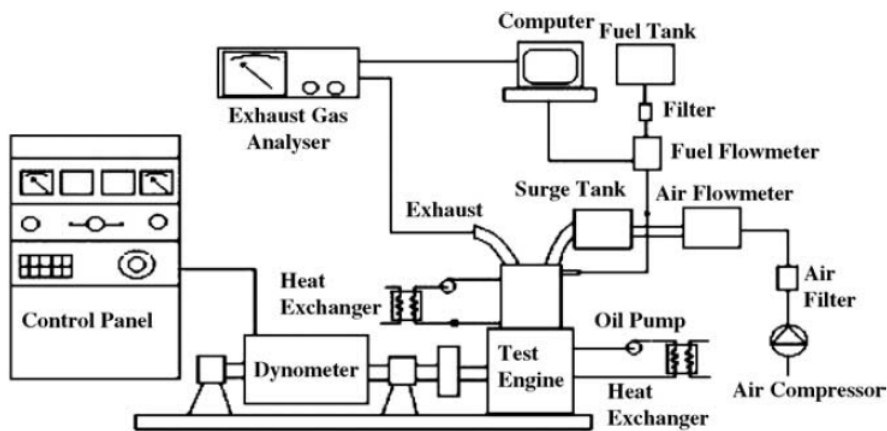 Computer
Fuel Tank
Exhaust Gas
Analyser
Filter
Fuel Flowmeter
Surge Tank
Air Flowmeter
Exhaust
Heat
Exchanger
Air
Filter
Control Panel
Oil Pump
Dynometer
Test
Engine
Heat
Exchanger
Air Compressor